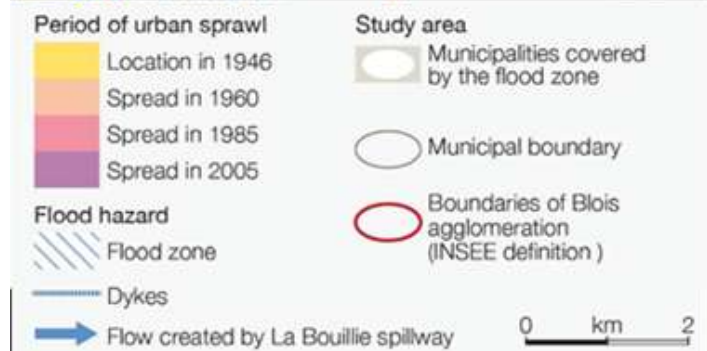 Period of urban sprawl
Location in 1946
Spread in 1960
Spread in 1985
Spread in 2005
Flood hazard
Flood zone
Dykes
Flow created by La Bouillie spillway
Study area
Municipalities covered
by the flood zone
Municipal boundary
Boundaries of Blois
agglomeration
(INSEE definition )
0 km 2